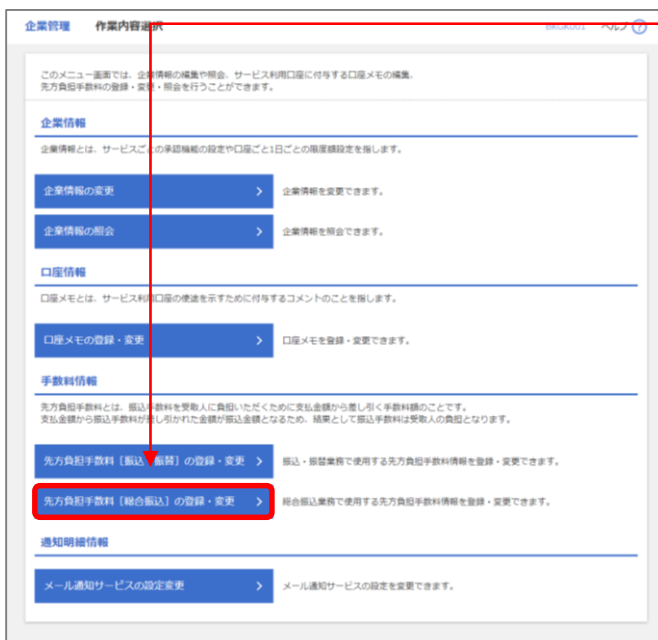 企業管理 作業内容選択 BKGK001 ヘルプ ?
このメニュー画面では、企業情報の編集や照会、サービス利用口座に付与する口座メモの編集、
先方負担手数料の登録・変更・照会を行うことができます。
企業情報
企業情報とは、サービスごとの承認機能の設定や口座ごと1日ごとの限度額設定を指します。
企業情報の変更 企業情報を変更できます。
企業情報の照会 企業情報を照会できます。
口座情報
口座メモとは、サービス利用口座の使途を示すために付与するコメントのことを指します。
口座メモの登録・変更 口座メモを登録・変更できます。
手数料情報
先方負担手数料とは、振込手数料を受取人に負担いただくために支払金額から差し引く手数料額のことです。
支払金額から振込手数料が差し引かれた金額が振込金額となるため、結果として振込手数料は受取人の負担となります。
先方負担手数料［振込・振替］の登録・変更 振込・振替業務で使用する先方負担手数料情報を登録・変更できます。
先方負担手数料［総合振込］の登録・変更 総合振込業務で使用する先方負担手数料情報を登録・変更できます。
通知明細情報
メール通知サービスの設定変更 メール通知サービスの設定を変更できます。